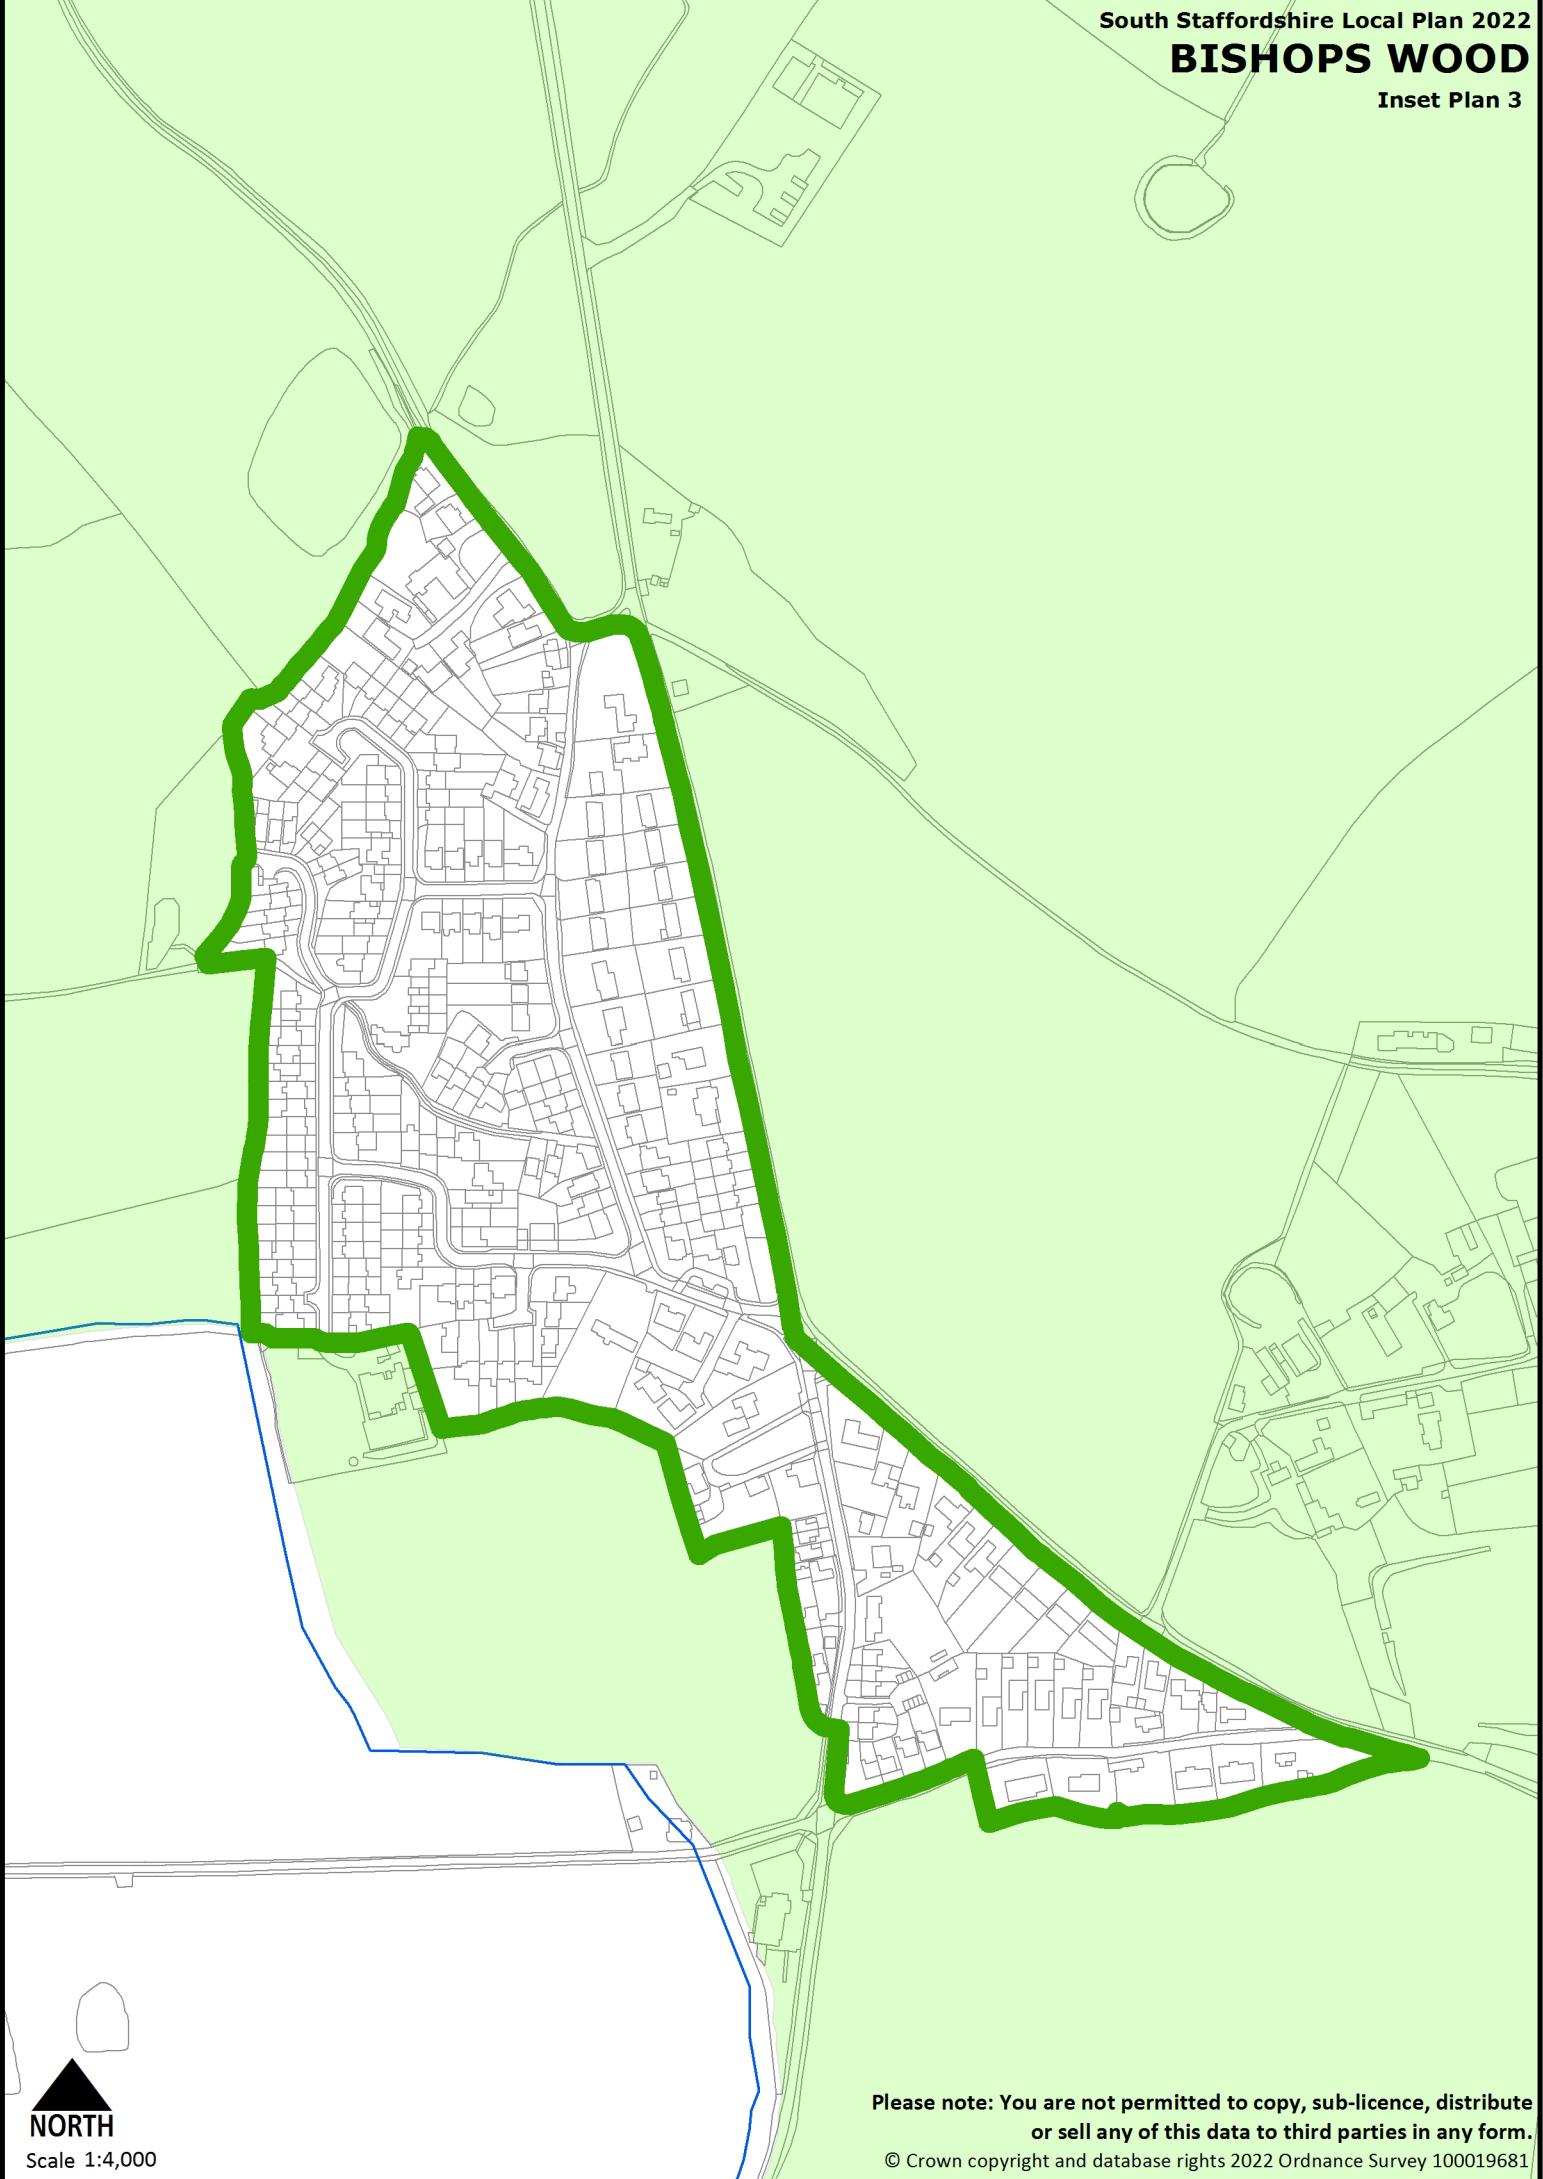 South Staffordshire Local Plan 2022
BISHOPS WOOD
Inset Plan 3
NORTH
Scale 1:4,000
Please note: You are not permitted to copy, sub-licence, distribute
or sell any of this data to third parties in any form.
© Crown copyright and database rights 2022 Ordnance Survey 100019681